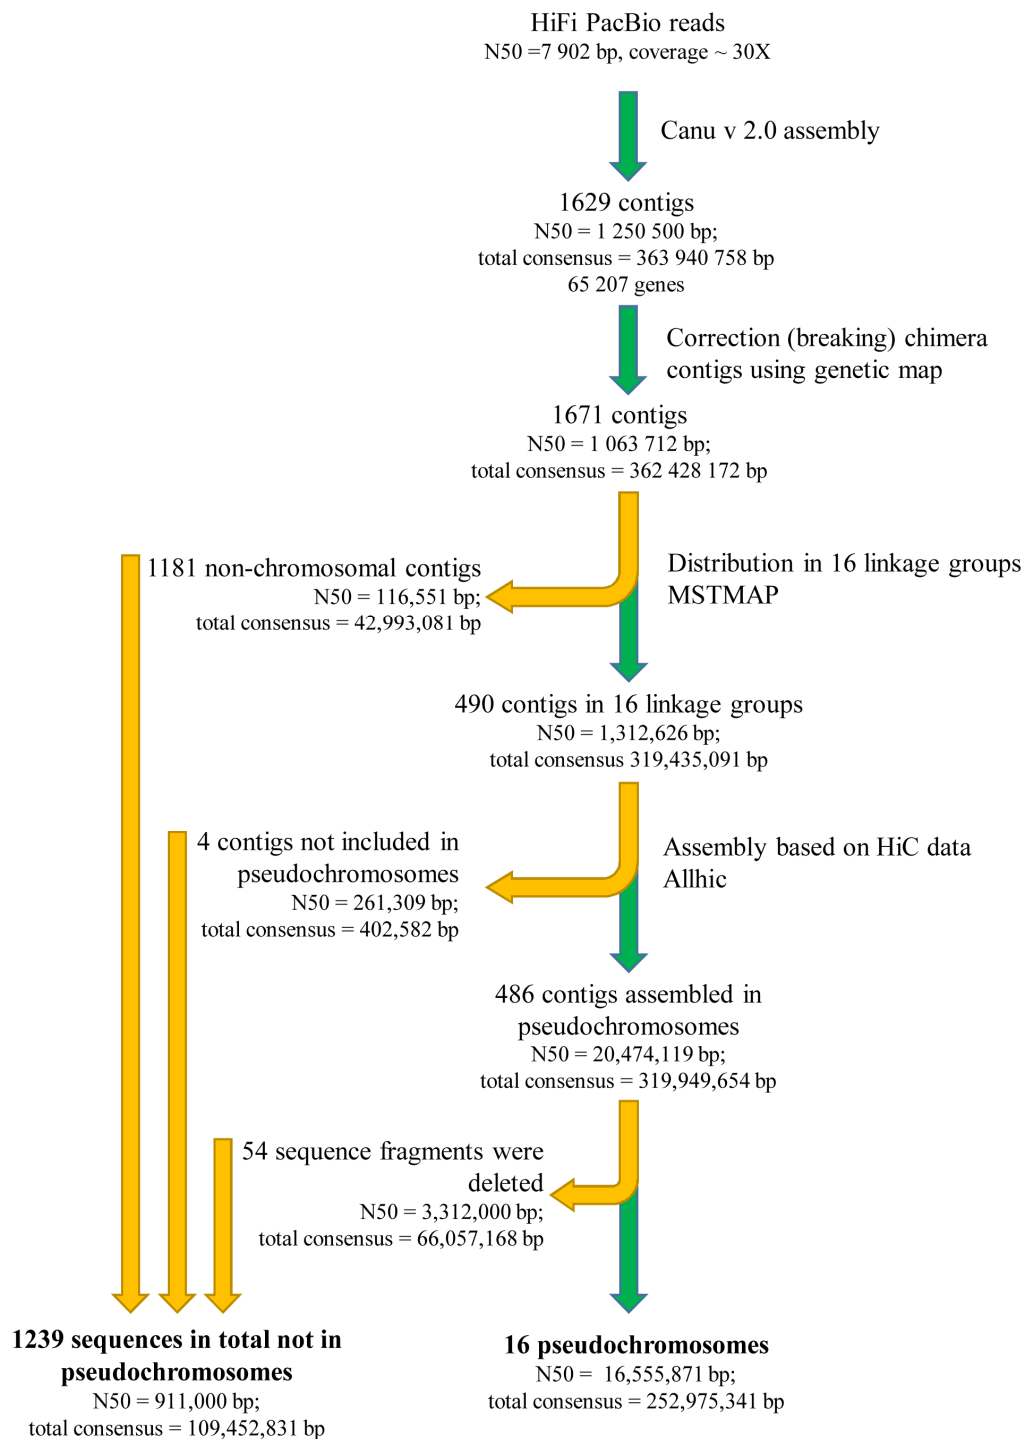 HiFi PacBio reads
N50 =7 902 bp, coverage ~ 30X
Canu v 2.0 assembly
1629 contigs
N50 = 1 250 500 bp;
total consensus = 363 940 758 bp
65 207 genes
Correction (breaking) chimera
contigs using genetic map
1671 contigs
N50 = 1 063 712 bp;
total consensus = 362 428 172 bp
Distribution in 16 linkage groups
MSTMAP
1181 non-chromosomal contigs
N50 = 116,551 bp;
total consensus = 42,993,081 bp
490 contigs in 16 linkage groups
N50 = 1,312,626 bp;
total consensus 319,435,091 bp
Assembly based on HiC data
Allhic
4 contigs not included in
pseudochromosomes
N50 = 261,309 bp;
total consensus = 402,582 bp
486 contigs assembled in
pseudochromosomes
N50 = 20,474,119 bp;
total consensus = 319,949,654 bp
54 sequence fragments were
deleted
N50 = 3,312,000 bp;
total consensus = 66,057,168 bp
1239 sequences in total not in
pseudochromosomes
N50 = 911,000 bp;
total consensus = 109,452,831 bp
16 pseudochromosomes
N50 = 16,555,871 bp;
total consensus = 252,975,341 bp